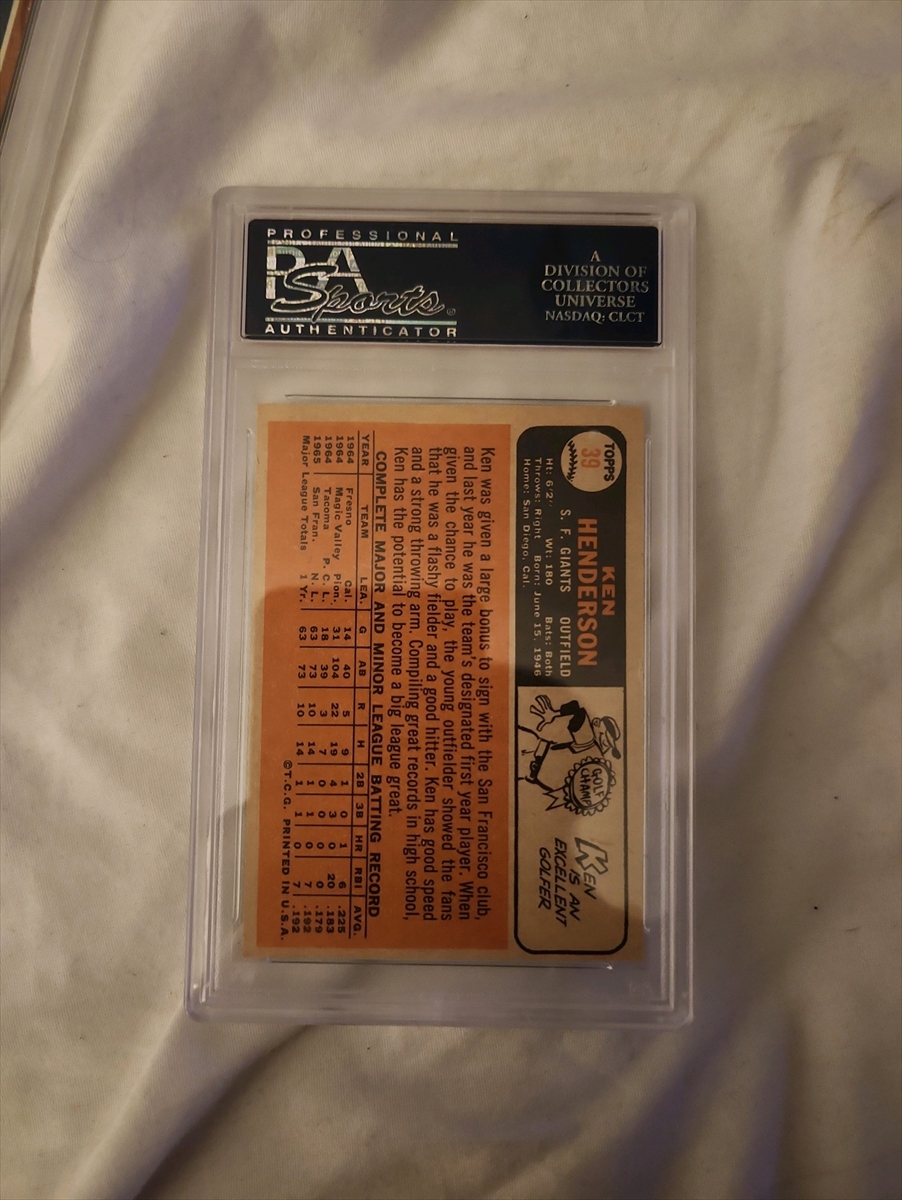 PROFESSIONAL
PSA
Sports
AUTHENTICATOR
A
DIVISION OF
COLLECTORS
UNIVERSE
NASDAQ: CLCT
TOPPS
39
KEN
HENDERSON
S. F. GIANTS OUTFIELD
Ht: 6'2" Wt: 180 Bats: Both
Throws: Right Born: June 15, 1946
Home: San Diego, Cal.
GOLF
CHAMP
KEN
IS AN
EXCELLENT
GOLFER
Ken was given a large bonus to sign with the San Francisco club,
and last year he was the team's designated first year player. When
given the chance to play, the young outfielder showed the fans
that he was a flashy fielder and a good hitter. Ken has good speed
and a strong throwing arm. Compiling great records in high school,
Ken has the potential to become a big league great.
COMPLETE MAJOR AND MINOR LEAGUE BATTING RECORD
YEAR TEAM LEA. G AB R H 2B 3B HR RBI AVG.
1964 Fresno Cal. 14 40 5 9 1 0 1 6 .225
1964 Magic Valley Pion. 31 104 22 19 4 3 0 20 .183
1964 Tacoma P. C. L. 18 39 3 7 0 0 0 0 .179
1965 San Fran. N. L. 63 73 10 14 1 1 0 7 .192
Major League Totals 1 Yr. 63 73 10 14 1 1 0 7 .192
©T.C.G. PRINTED IN U.S.A.